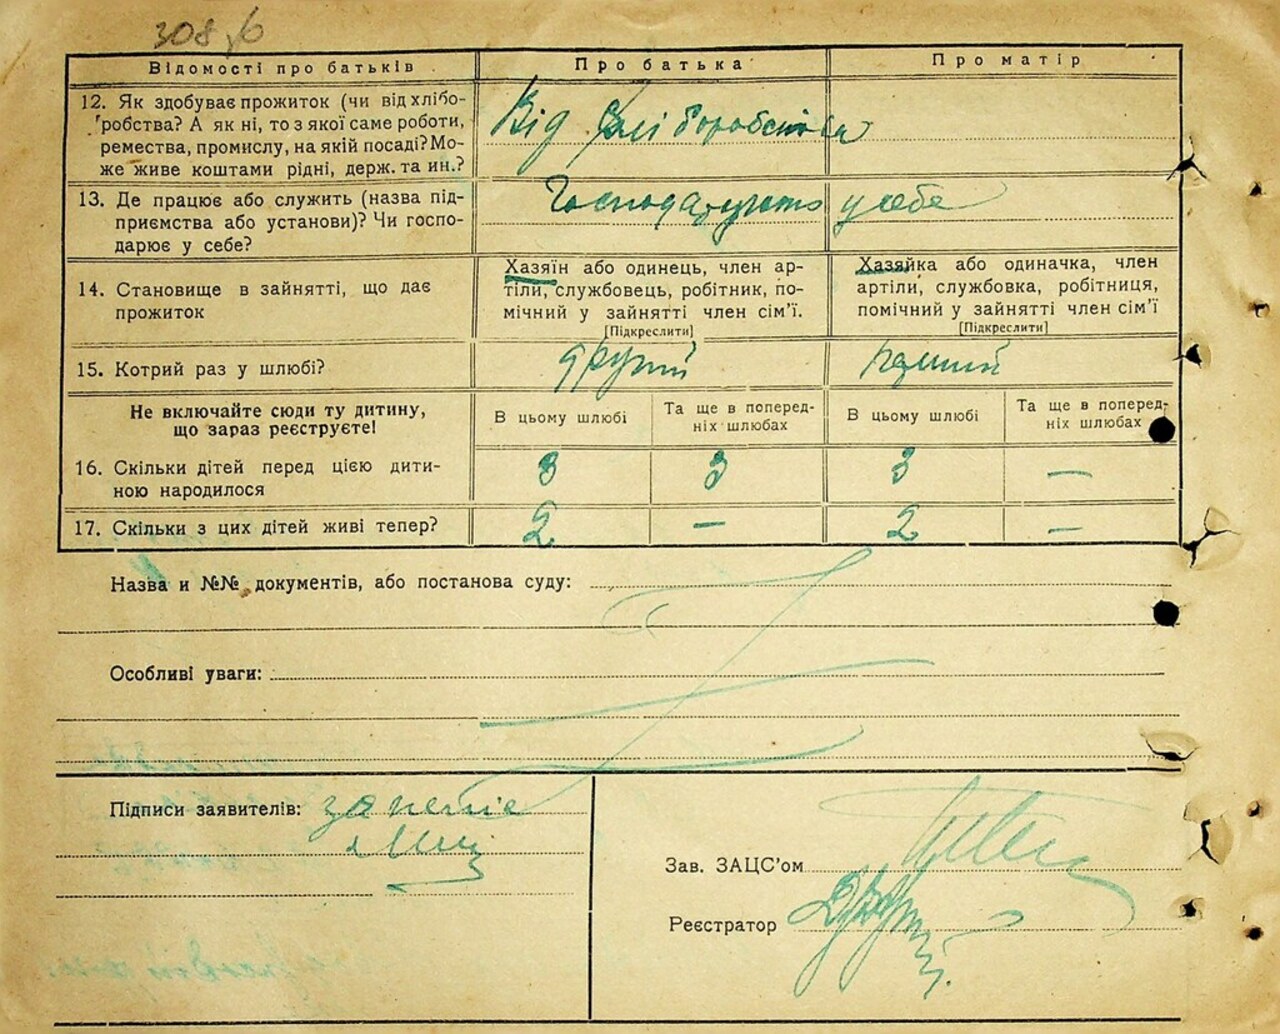 308
Відомості про батьків
Про батька
Про матір
12. Як здобуває прожиток (чи від хлібо-
робства? А як ні, то з якої саме роботи,
ремества, промислу, на якій посаді? Мо-
же живе коштами рідні, держ. та ин.?
Від хліборобства
13. Де працює або служить (назва під-
приємства або установи)? Чи госпо-
дарює у себе?
Господарують у себе
14. Становище в зайнятті, що дає
прожиток
Хазяїн або одинець, член ар-
тіли, службовець, робітник, по-
мічний у зайнятті член сім'ї.
[Підкреслити]
Хазяйка або одиначка, член
артіли, службовка, робітниця,
помічний у зайнятті член сім'ї
[Підкреслити]
15. Котрий раз у шлюбі?
другий
перший
Не включайте сюди ту дитину,
що зараз реєструєте!
В цьому шлюбі
Та ще в поперед-
ніх шлюбах
В цьому шлюбі
Та ще в поперед-
ніх шлюбах
16. Скільки дітей перед цією дити-
ною народилося
3
3
3
—
17. Скільки з цих дітей живі тепер?
2
—
2
—
Назва и №№ документів, або постанова суду:
Особливі уваги:
Підписи заявителів:
Зав. ЗАЦС'ом
Реєстратор